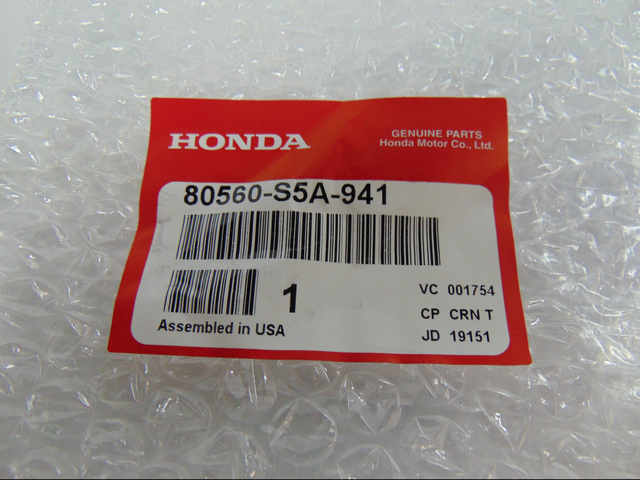 HONDA
GENUINE PARTS
Honda Motor Co., Ltd.
80560-S5A-941
1
VC 001754
CP CRN T
JD 19151
Assembled in USA